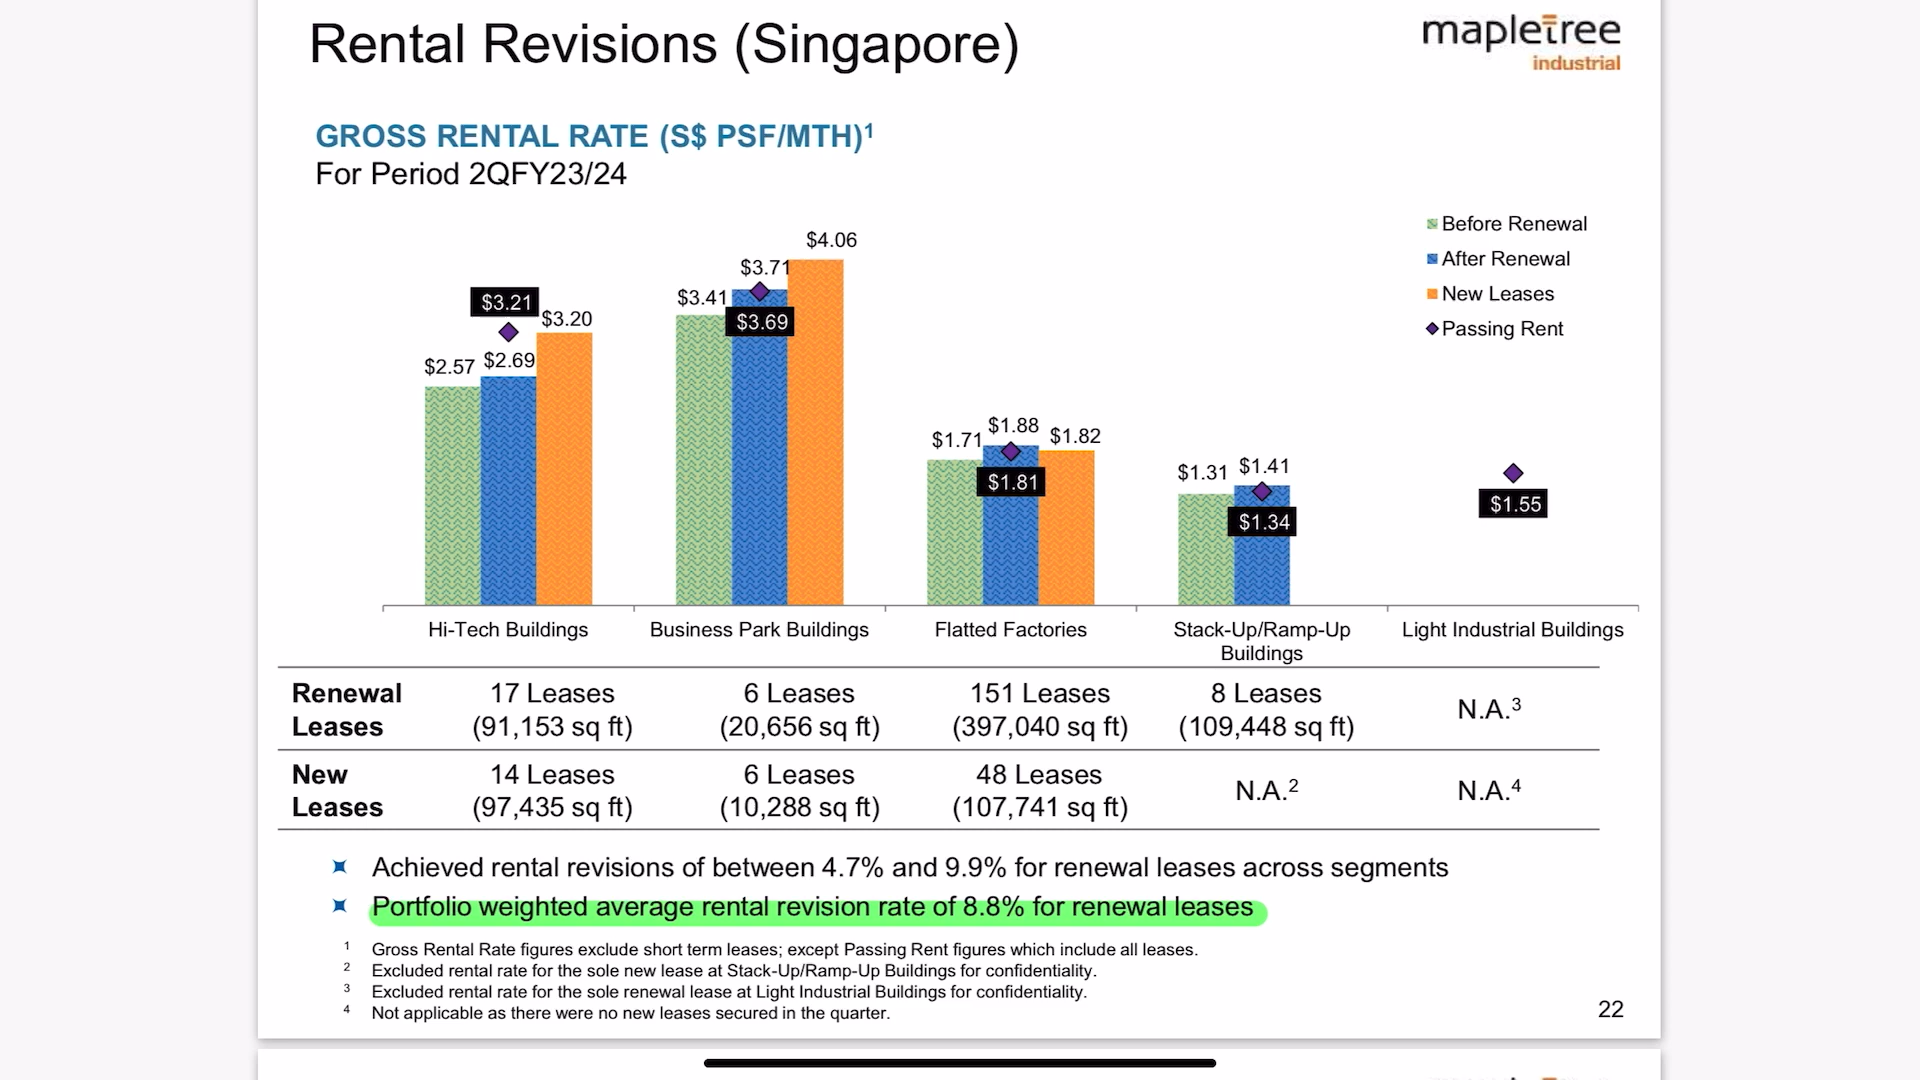 Rental Revisions (Singapore)
mapletree
industrial
GROSS RENTAL RATE (S$ PSF/MTH)1
For Period 2QFY23/24
Before Renewal
After Renewal
New Leases
Passing Rent
$2.57
$2.69
$3.21
$3.20
$3.41
$3.71
$3.69
$4.06
$1.71
$1.88
$1.81
$1.82
$1.31
$1.41
$1.34
$1.55
Hi-Tech Buildings
Business Park Buildings
Flatted Factories
Stack-Up/Ramp-Up
Buildings
Light Industrial Buildings
Renewal
Leases
17 Leases
(91,153 sq ft)
6 Leases
(20,656 sq ft)
151 Leases
(397,040 sq ft)
8 Leases
(109,448 sq ft)
N.A.3
New
Leases
14 Leases
(97,435 sq ft)
6 Leases
(10,288 sq ft)
48 Leases
(107,741 sq ft)
N.A.2
N.A.4
Achieved rental revisions of between 4.7% and 9.9% for renewal leases across segments
Portfolio weighted average rental revision rate of 8.8% for renewal leases
1 Gross Rental Rate figures exclude short term leases; except Passing Rent figures which include all leases.
2 Excluded rental rate for the sole new lease at Stack-Up/Ramp-Up Buildings for confidentiality.
3 Excluded rental rate for the sole renewal lease at Light Industrial Buildings for confidentiality.
4 Not applicable as there were no new leases secured in the quarter.
22